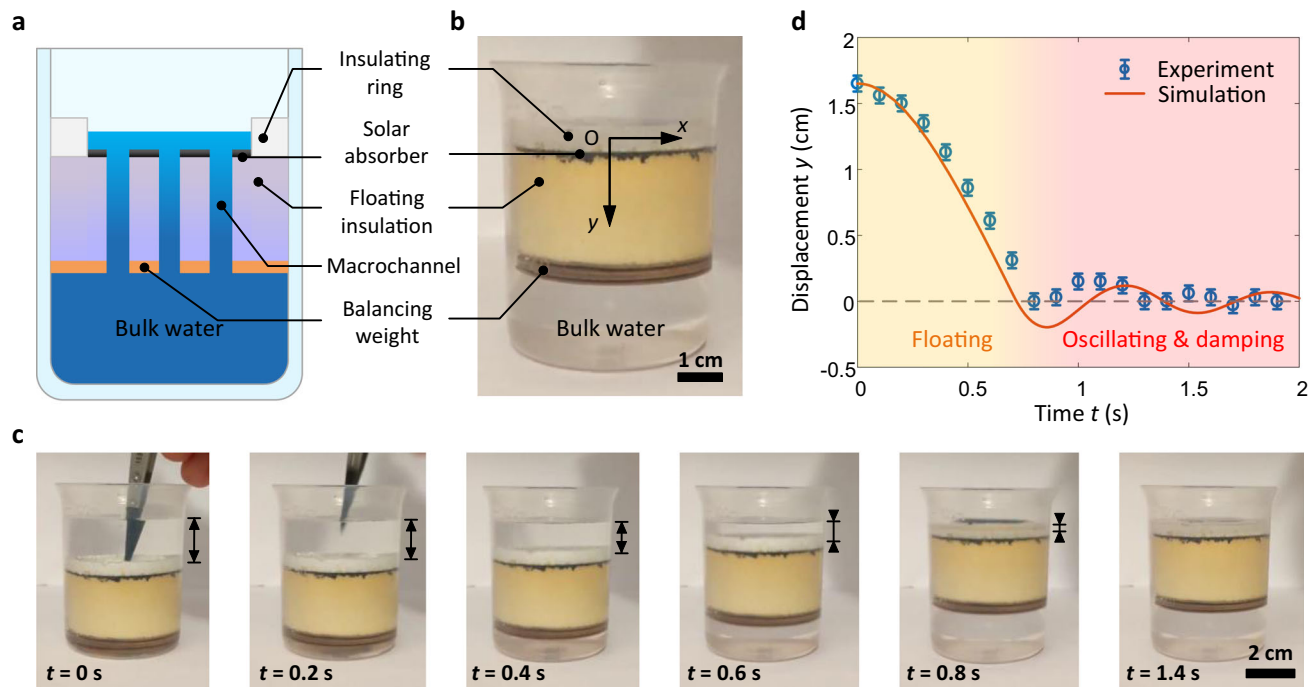 a
Insulating
ring
Solar
absorber
Floating
insulation
Macrochannel
Balancing
weight
Bulk water
b
O
x
y
Bulk water
1 cm
d
Displacement y (cm)
2
1.5
1
0.5
0
-0.5
Experiment
Simulation
Floating
Oscillating & damping
0
0.5
1
1.5
2
Time t (s)
c
t = 0 s
t = 0.2 s
t = 0.4 s
t = 0.6 s
t = 0.8 s
t = 1.4 s
2 cm